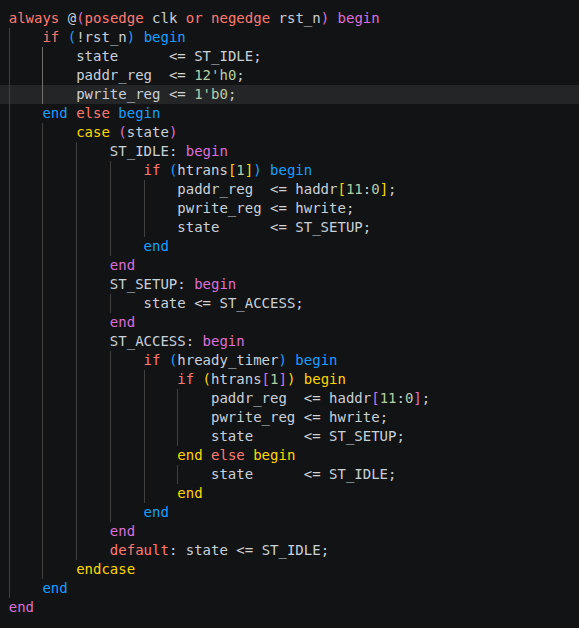 always @(posedge clk or negedge rst_n) begin
    if (!rst_n) begin
        state      <= ST_IDLE;
        paddr_reg  <= 12'h0;
        pwrite_reg <= 1'b0;
    end else begin
        case (state)
            ST_IDLE: begin
                if (htrans[1]) begin
                    paddr_reg  <= haddr[11:0];
                    pwrite_reg <= hwrite;
                    state      <= ST_SETUP;
                end
            end
            ST_SETUP: begin
                state <= ST_ACCESS;
            end
            ST_ACCESS: begin
                if (hready_timer) begin
                    if (htrans[1]) begin
                        paddr_reg  <= haddr[11:0];
                        pwrite_reg <= hwrite;
                        state      <= ST_SETUP;
                    end else begin
                        state      <= ST_IDLE;
                    end
                end
            end
            default: state <= ST_IDLE;
        endcase
    end
end